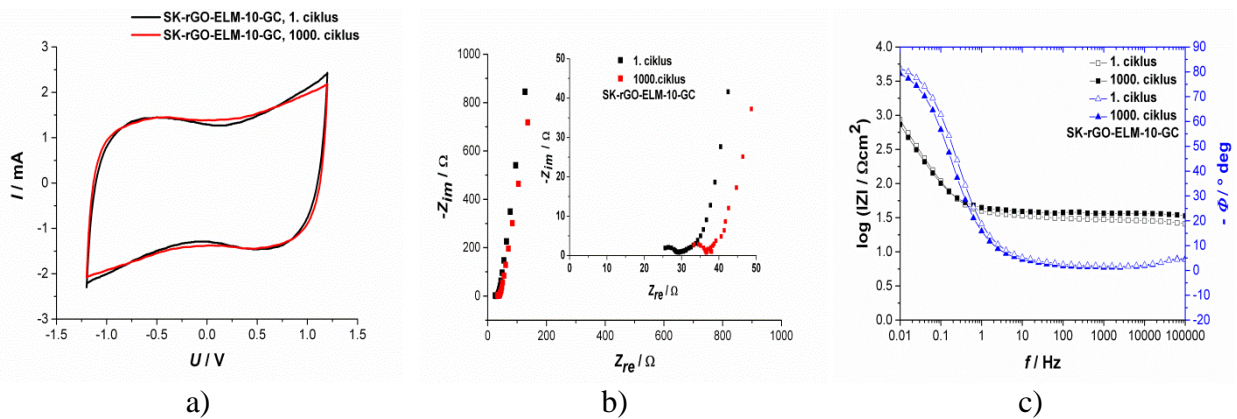 SK-rGO-ELM-10-GC, 1. ciklus
SK-rGO-ELM-10-GC, 1000. ciklus
3
2
1
0
-1
-2
-3
I / mA
-1.5 -1.0 -0.5 0.0 0.5 1.0 1.5
U / V
a)
1000
800
600
400
200
0
-Zim / Ω
0 200 400 600 800 1000
Zre / Ω
50
40
30
20
10
0
-Zim / Ω
1. ciklus
1000.ciklus
SK-rGO-ELM-10-GC
0 10 20 30 40 50
Zre / Ω
b)
4.0
3.5
3.0
2.5
2.0
1.5
1.0
0.5
0.0
log (IZI / Ωcm²)
1. ciklus
1000. ciklus
1. ciklus
1000. ciklus
SK-rGO-ELM-10-GC
90
80
70
60
50
40
30
20
10
0
-10
-20
- Φ / ° deg
0.01 0.1 1 10 100 1000 10000 100000
f / Hz
c)